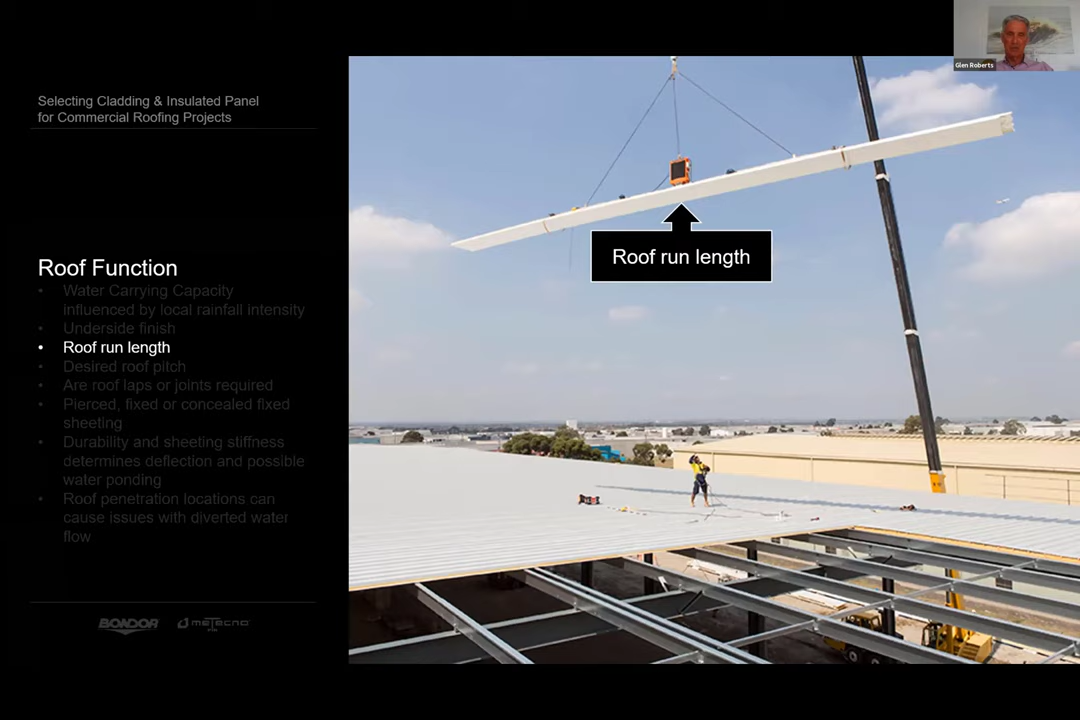 Glen Roberts
Selecting Cladding & Insulated Panel
for Commercial Roofing Projects
Roof run length
Roof Function
• Water Carrying Capacity
influenced by local rainfall intensity
• Underside finish
• Roof run length
• Desired roof pitch
• Are roof laps or joints required
• Pierced, fixed or concealed fixed
sheeting
• Durability and sheeting stiffness
determines deflection and possible
water ponding
• Roof penetration locations can
cause issues with diverted water
flow
BONDOR METECNO